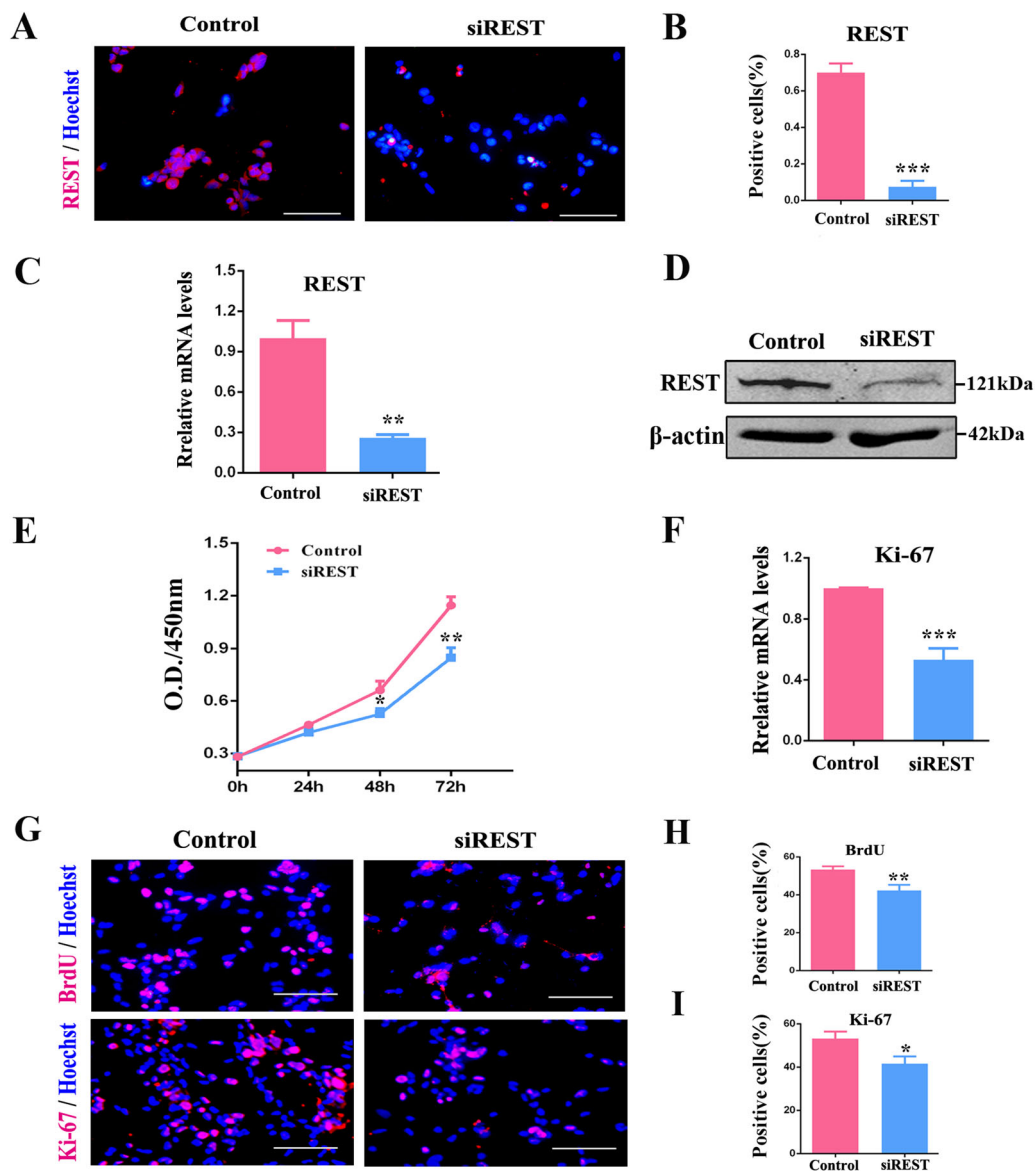 A
Control
siREST
REST / Hoechst
B
REST
Positive cells(%)
0.8
0.6
0.4
0.2
0.0
***
Control
siREST
C
REST
Rrelative mRNA levels
1.5
1.2
0.9
0.6
0.3
0.0
**
Control
siREST
D
Control
siREST
REST
121kDa
β-actin
42kDa
E
O.D./450nm
1.5
1.2
0.9
0.6
0.3
Control
siREST
*
**
0h
24h
48h
72h
F
Ki-67
Rrelative mRNA levels
1.2
0.8
0.4
0.0
***
Control
siREST
G
Control
siREST
BrdU / Hoechst
Ki-67 / Hoechst
H
BrdU
Positive cells(%)
60
40
20
0
**
Control
siREST
I
Ki-67
Positive cells(%)
60
40
20
0
*
Control
siREST